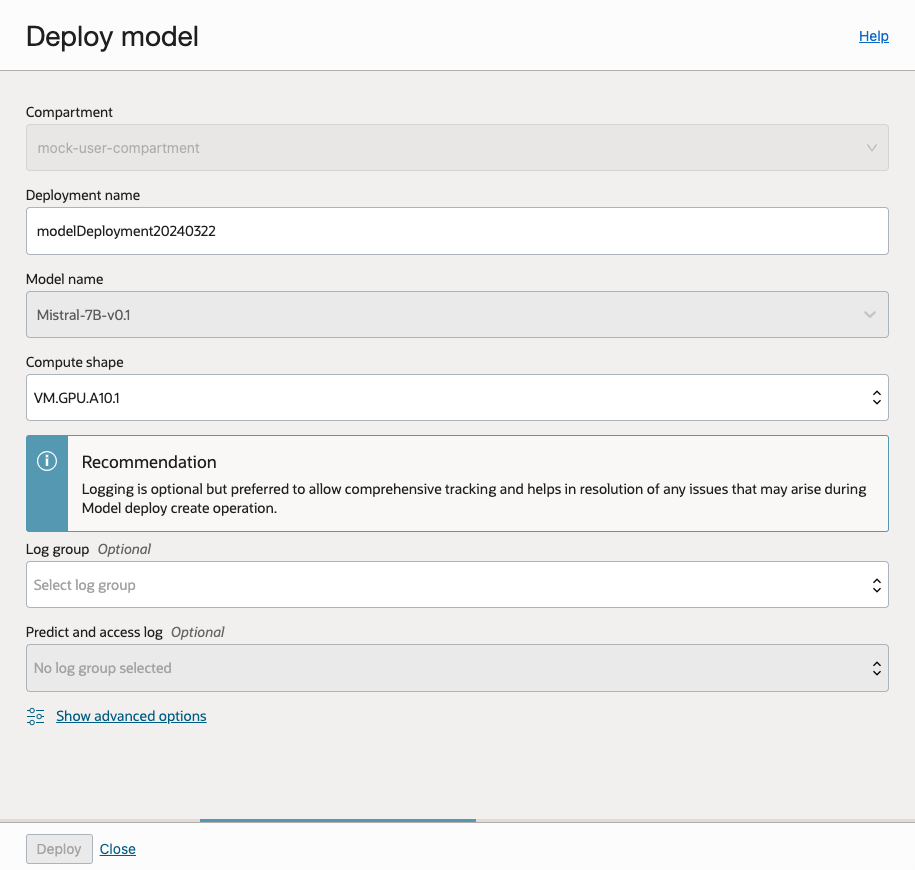 Deploy model
Help
Compartment
mock-user-compartment
Deployment name
modelDeployment20240322
Model name
Mistral-7B-v0.1
Compute shape
VM.GPU.A10.1
Recommendation
Logging is optional but preferred to allow comprehensive tracking and helps in resolution of any issues that may arise during
Model deploy create operation.
Log group Optional
Select log group
Predict and access log Optional
No log group selected
Show advanced options
Deploy Close